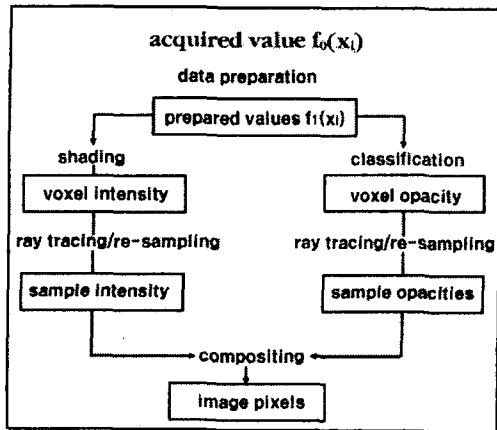 acquired value f₀(xᵢ)
data preparation
prepared values f₁(xᵢ)
shading
classification
voxel intensity
voxel opacity
ray tracing/re-sampling
ray tracing/re-sampling
sample intensity
sample opacities
compositing
image pixels